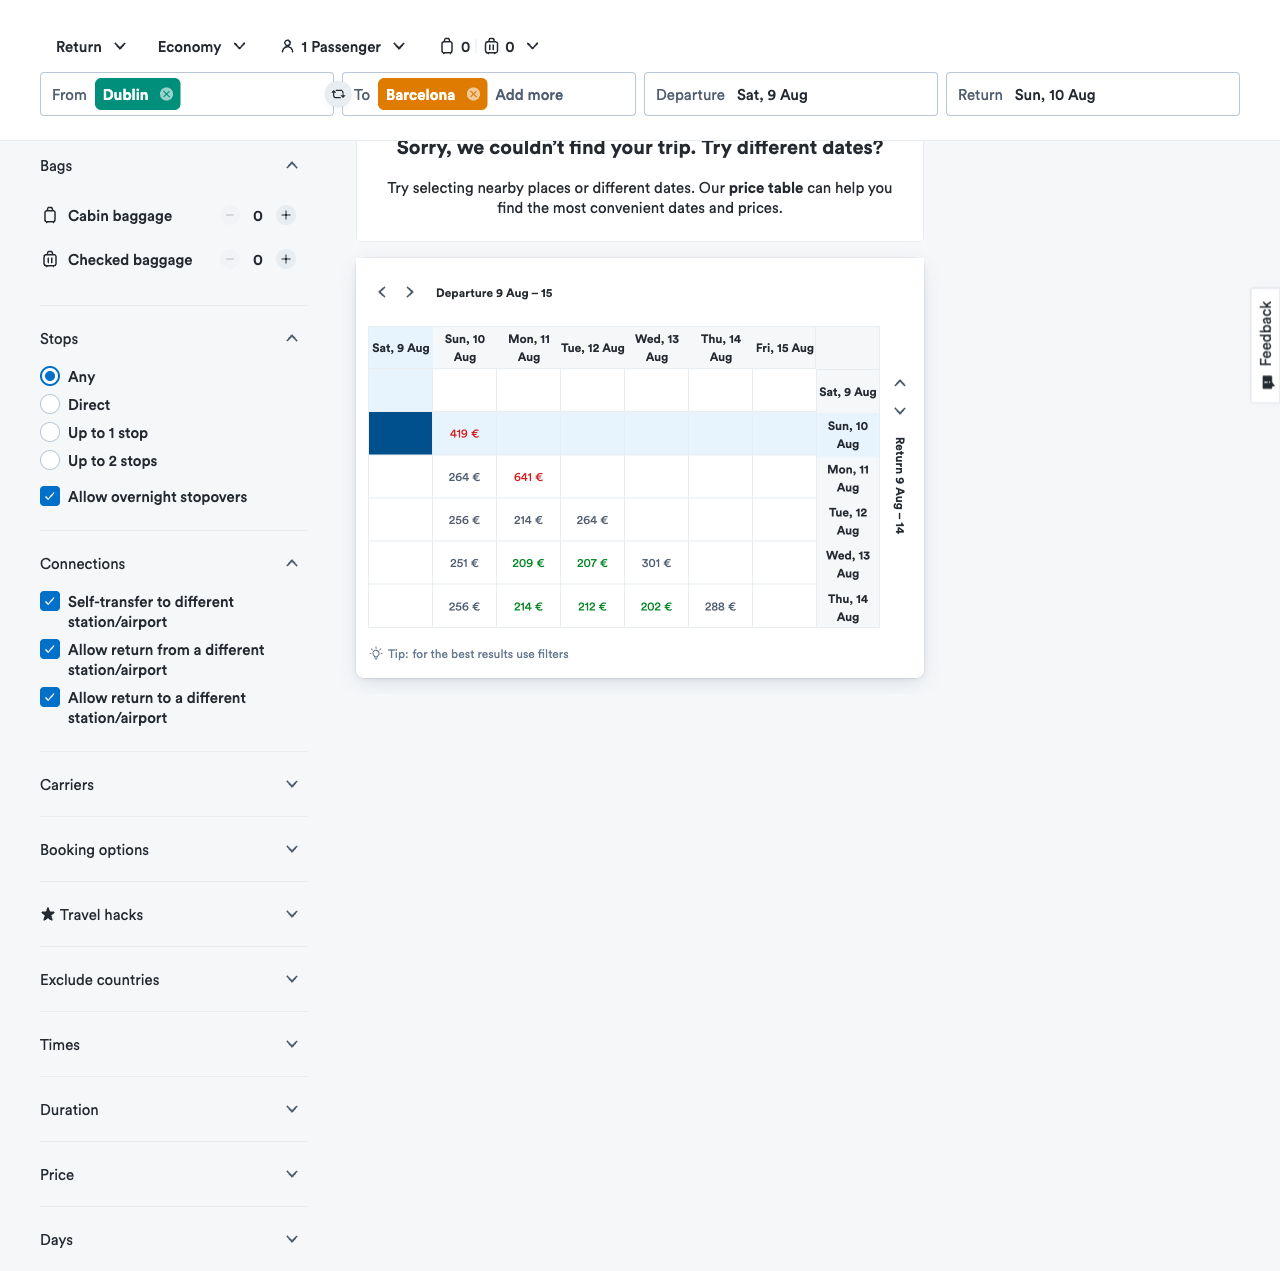 Return
Economy
1 Passenger
0
0
From Dublin
To Barcelona Add more
Departure Sat, 9 Aug
Return Sun, 10 Aug
Bags
Cabin baggage 0
Checked baggage 0
Stops
Any
Direct
Up to 1 stop
Up to 2 stops
Allow overnight stopovers
Connections
Self-transfer to different
station/airport
Allow return from a different
station/airport
Allow return to a different
station/airport
Carriers
Booking options
Travel hacks
Exclude countries
Times
Duration
Price
Days
Sorry, we couldn’t find your trip. Try different dates?
Try selecting nearby places or different dates. Our price table can help you
find the most convenient dates and prices.
Departure 9 Aug – 15
Sat, 9 Aug
Sun, 10
Aug
Mon, 11
Aug
Tue, 12 Aug
Wed, 13
Aug
Thu, 14
Aug
Fri, 15 Aug
Sat, 9 Aug
419 €
Sun, 10
Aug
264 € 641 €
Mon, 11
Aug
256 € 214 € 264 €
Tue, 12
Aug
251 € 209 € 207 € 301 €
Wed, 13
Aug
256 € 214 € 212 € 202 € 288 €
Thu, 14
Aug
Return 9 Aug – 14
Tip: for the best results use filters
Feedback